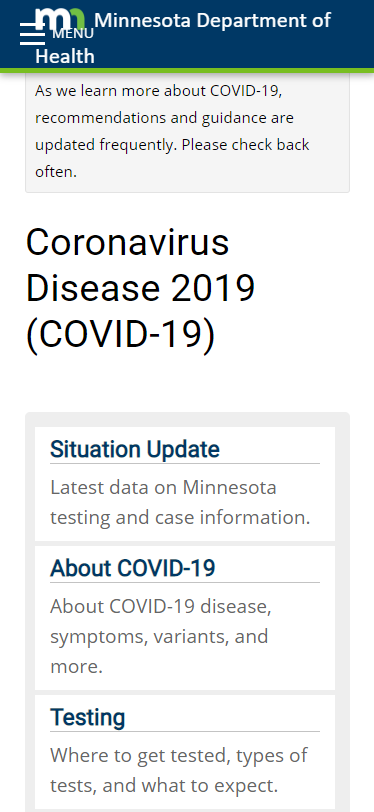 mn Minnesota Department of
MENU
Health
As we learn more about COVID-19,
recommendations and guidance are
updated frequently. Please check back
often.
Coronavirus
Disease 2019
(COVID-19)
Situation Update
Latest data on Minnesota
testing and case information.
About COVID-19
About COVID-19 disease,
symptoms, variants, and
more.
Testing
Where to get tested, types of
tests, and what to expect.